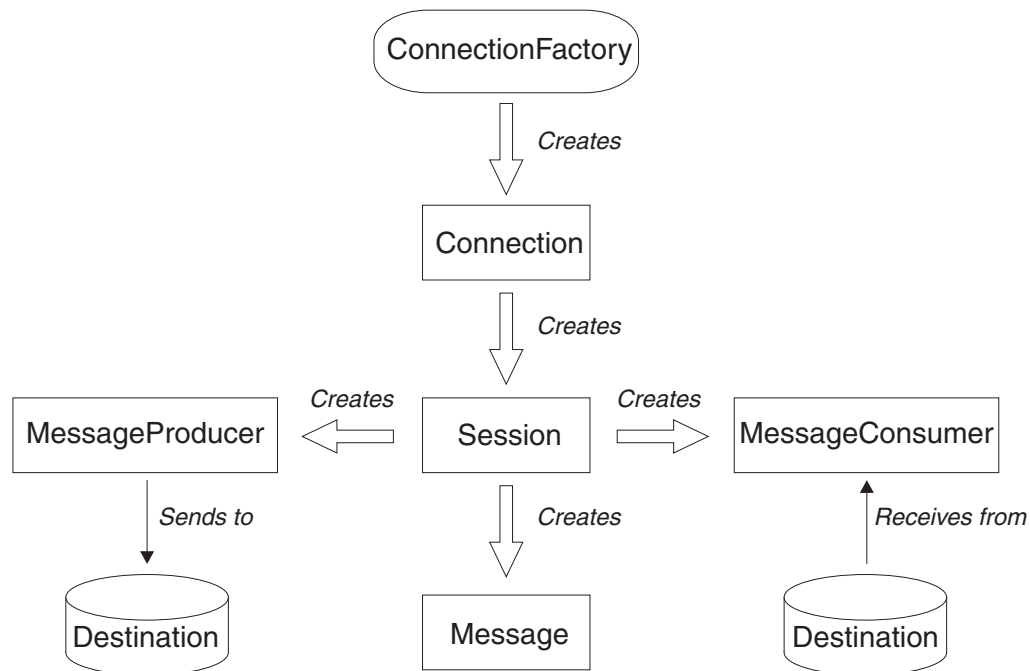 ConnectionFactory
Creates
Connection
Creates
Creates
Creates
MessageProducer
Session
MessageConsumer
Sends to
Creates
Receives from
Destination
Message
Destination